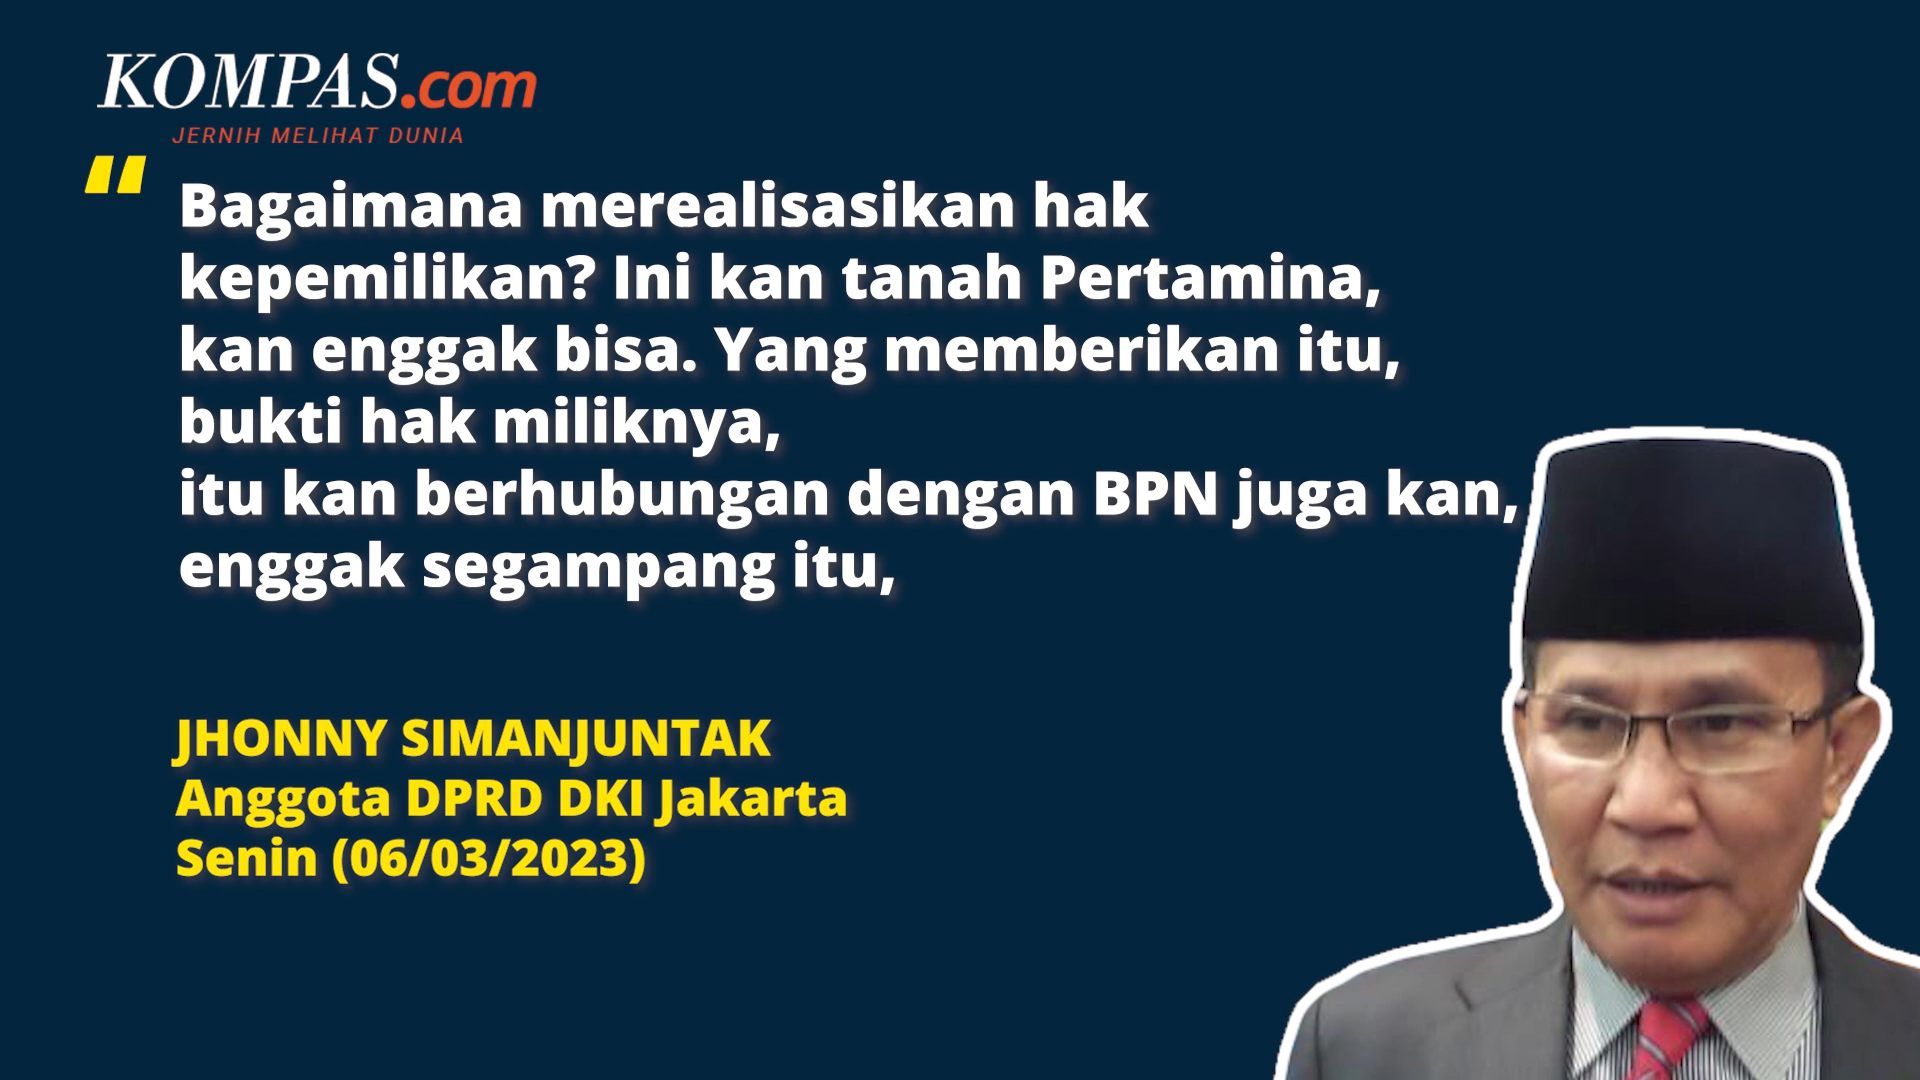 KOMPAS.com
JERNIH MELIHAT DUNIA
“ Bagaimana merealisasikan hak
kepemilikan? Ini kan tanah Pertamina,
kan enggak bisa. Yang memberikan itu,
bukti hak miliknya,
itu kan berhubungan dengan BPN juga kan,
enggak segampang itu,
JHONNY SIMANJUNTAK
Anggota DPRD DKI Jakarta
Senin (06/03/2023)